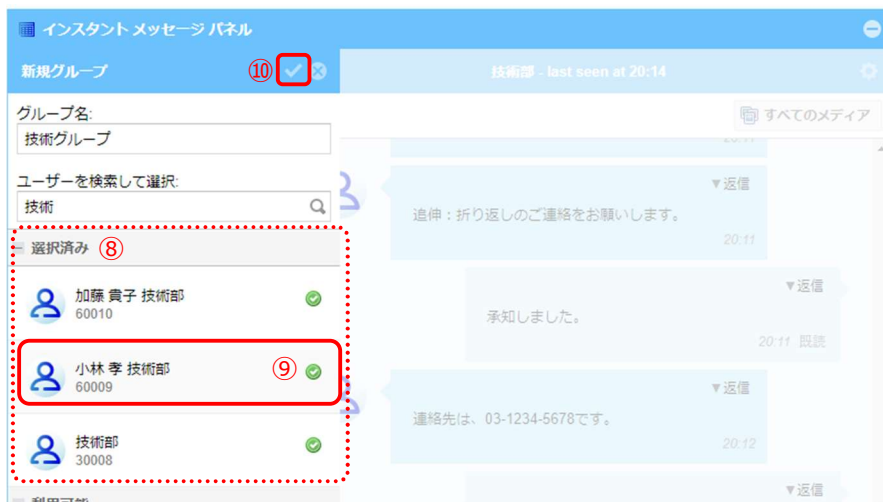 インスタント メッセージ パネル
新規グループ
⑩
技術部 - last seen at 20:14
グループ名:
技術グループ
すべてのメディア
ユーザーを検索して選択:
技術
▼返信
追伸：折り返しのご連絡をお願いします。
20:11
選択済み ⑧
加藤 貴子 技術部
60010
▼返信
承知しました。
20:11 既読
小林 孝 技術部
60009
⑨
▼返信
連絡先は、03-1234-5678です。
20:12
技術部
30008
▼返信
利用可能